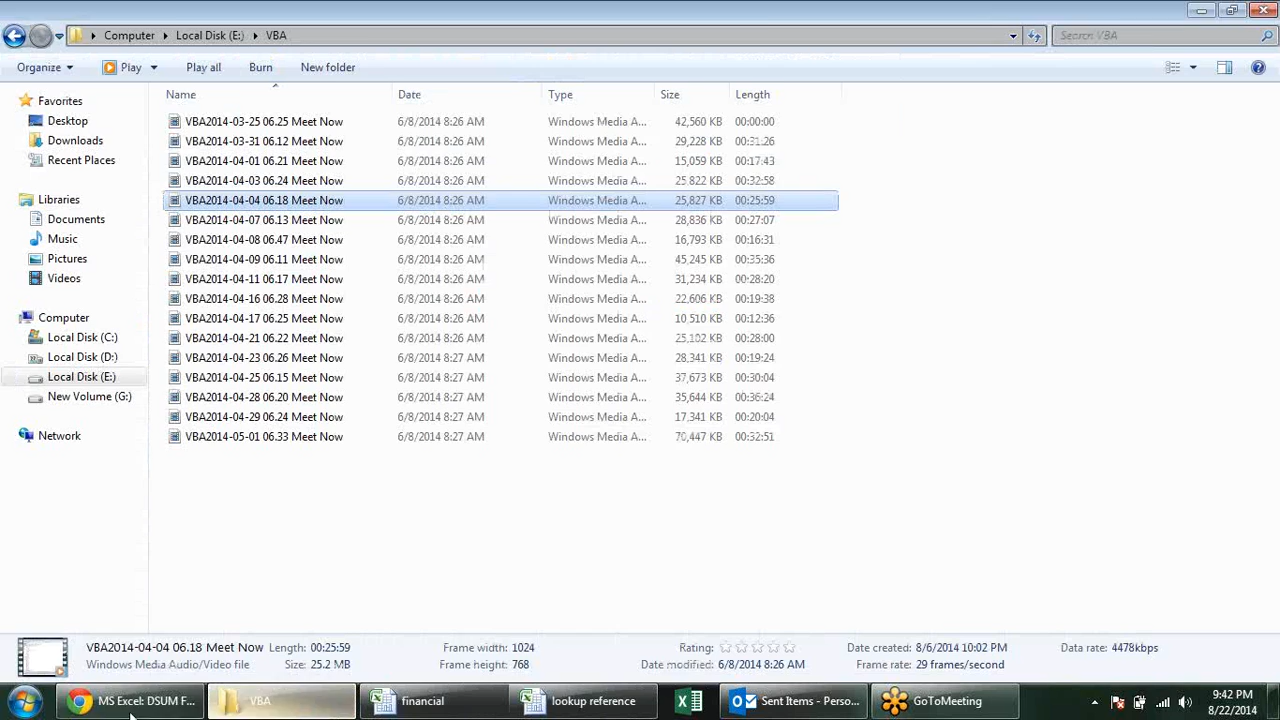 Computer Local Disk (E:) VBA Search VBA
Organize Play Play all Burn New folder
Name Date Type Size Length
Favorites
Desktop
Downloads
Recent Places
Libraries
Documents
Music
Pictures
Videos
Computer
Local Disk (C:)
Local Disk (D:)
Local Disk (E:)
New Volume (G:)
Network
VBA2014-03-25 06.25 Meet Now 6/8/2014 8:26 AM Windows Media A... 42,560 KB 00:00:00
VBA2014-03-31 06.12 Meet Now 6/8/2014 8:26 AM Windows Media A... 29,228 KB 00:31:26
VBA2014-04-01 06.21 Meet Now 6/8/2014 8:26 AM Windows Media A... 15,059 KB 00:17:43
VBA2014-04-03 06.24 Meet Now 6/8/2014 8:26 AM Windows Media A... 25,822 KB 00:32:58
VBA2014-04-04 06.18 Meet Now 6/8/2014 8:26 AM Windows Media A... 25,827 KB 00:25:59
VBA2014-04-07 06.13 Meet Now 6/8/2014 8:26 AM Windows Media A... 28,836 KB 00:27:07
VBA2014-04-08 06.47 Meet Now 6/8/2014 8:26 AM Windows Media A... 16,793 KB 00:16:31
VBA2014-04-09 06.11 Meet Now 6/8/2014 8:26 AM Windows Media A... 45,245 KB 00:35:36
VBA2014-04-11 06.17 Meet Now 6/8/2014 8:26 AM Windows Media A... 31,234 KB 00:28:20
VBA2014-04-16 06.28 Meet Now 6/8/2014 8:26 AM Windows Media A... 22,606 KB 00:19:38
VBA2014-04-17 06.25 Meet Now 6/8/2014 8:26 AM Windows Media A... 10,510 KB 00:12:36
VBA2014-04-21 06.22 Meet Now 6/8/2014 8:26 AM Windows Media A... 25,102 KB 00:28:00
VBA2014-04-23 06.26 Meet Now 6/8/2014 8:27 AM Windows Media A... 28,341 KB 00:19:24
VBA2014-04-25 06.15 Meet Now 6/8/2014 8:27 AM Windows Media A... 37,673 KB 00:30:04
VBA2014-04-28 06.20 Meet Now 6/8/2014 8:27 AM Windows Media A... 35,644 KB 00:36:24
VBA2014-04-29 06.24 Meet Now 6/8/2014 8:27 AM Windows Media A... 17,341 KB 00:20:04
VBA2014-05-01 06.33 Meet Now 6/8/2014 8:27 AM Windows Media A... 70,447 KB 00:32:51
VBA2014-04-04 06.18 Meet Now Length: 00:25:59 Frame width: 1024 Rating: Date created: 8/6/2014 10:02 PM Data rate: 4478kbps
Windows Media Audio/Video file Size: 25.2 MB Frame height: 768 Date modified: 6/8/2014 8:26 AM Frame rate: 29 frames/second
MS Excel: DSUM F... VBA financial lookup reference Sent Items - Perso... GoToMeeting 9:42 PM
8/22/2014